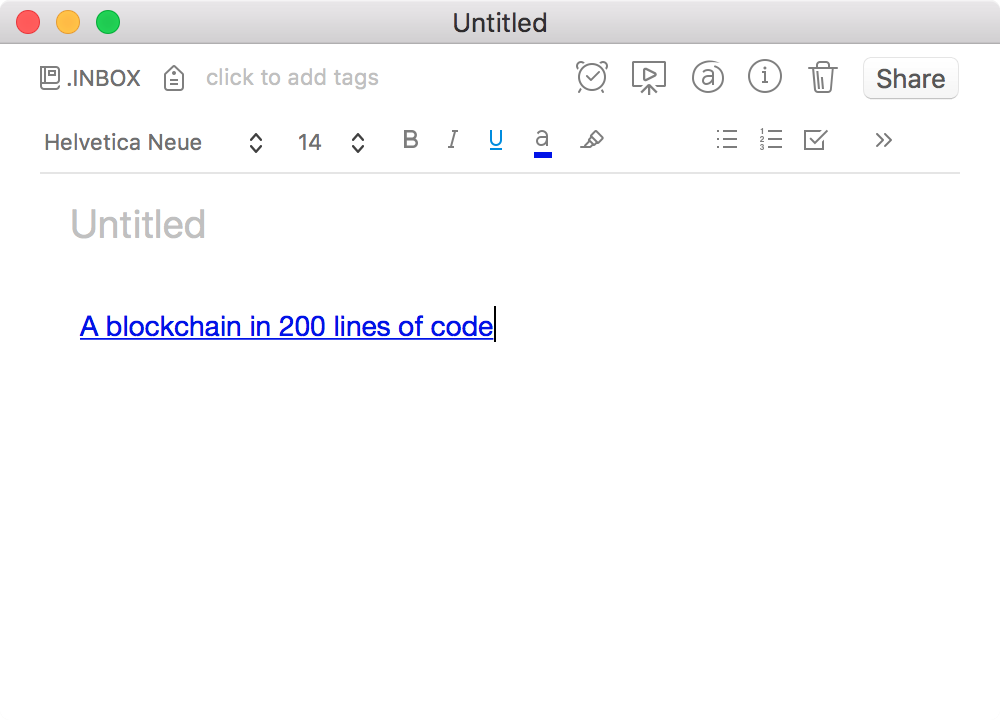 Untitled
.INBOX click to add tags Share
Helvetica Neue 14 B I U a
Untitled
A blockchain in 200 lines of code